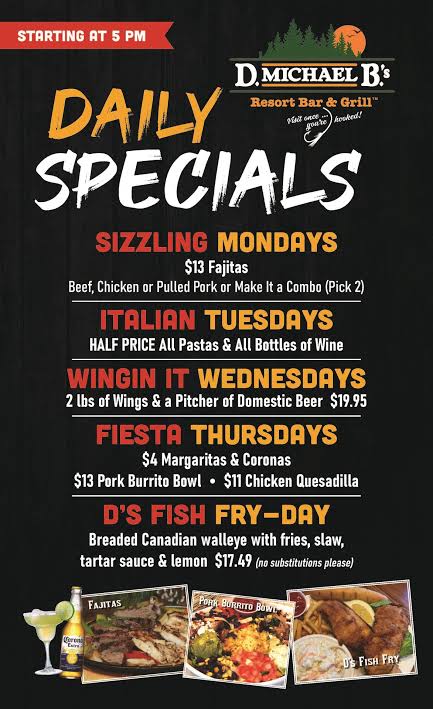 STARTING AT 5 PM
D. MICHAEL B.'s
Resort Bar & Grill™
Visit once ...
you're hooked!
DAILY
SPECIALS
SIZZLING MONDAYS
$13 Fajitas
Beef, Chicken or Pulled Pork or Make It a Combo (Pick 2)
ITALIAN TUESDAYS
HALF PRICE All Pastas & All Bottles of Wine
WINGIN IT WEDNESDAYS
2 lbs of Wings & a Pitcher of Domestic Beer $19.95
FIESTA THURSDAYS
$4 Margaritas & Coronas
$13 Pork Burrito Bowl • $11 Chicken Quesadilla
D'S FISH FRY-DAY
Breaded Canadian walleye with fries, slaw,
tartar sauce & lemon $17.49 (no substitutions please)
Corona
Extra
FAJITAS
PORK BURRITO BOWL
D'S FISH FRY